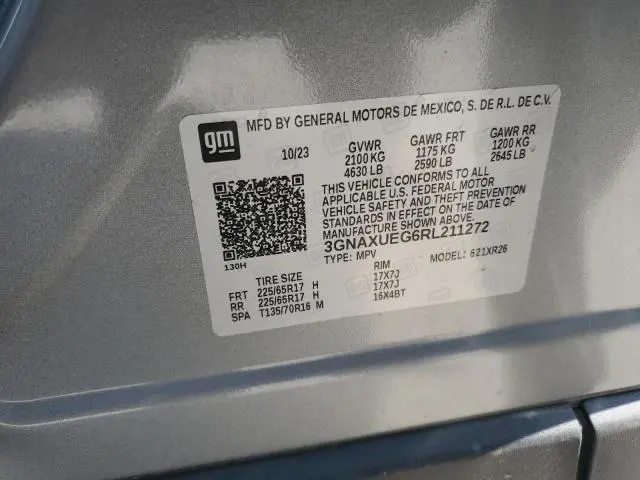 gm
MFD BY GENERAL MOTORS DE MEXICO, S. DE R.L. DE C.V.
10/23 GVWR GAWR FRT GAWR RR
2100 KG 1175 KG 1200 KG
4630 LB 2590 LB 2645 LB
THIS VEHICLE CONFORMS TO ALL
APPLICABLE U.S. FEDERAL MOTOR
VEHICLE SAFETY AND THEFT PREVENTION
STANDARDS IN EFFECT ON THE DATE OF
MANUFACTURE SHOWN ABOVE.
3GNAXUEG6RL211272
130H
TYPE: MPV MODEL: 621XR26
TIRE SIZE RIM
FRT 225/65R17 H 17X7J
RR 225/65R17 H 17X7J
SPA T135/70R16 M 16X4BT